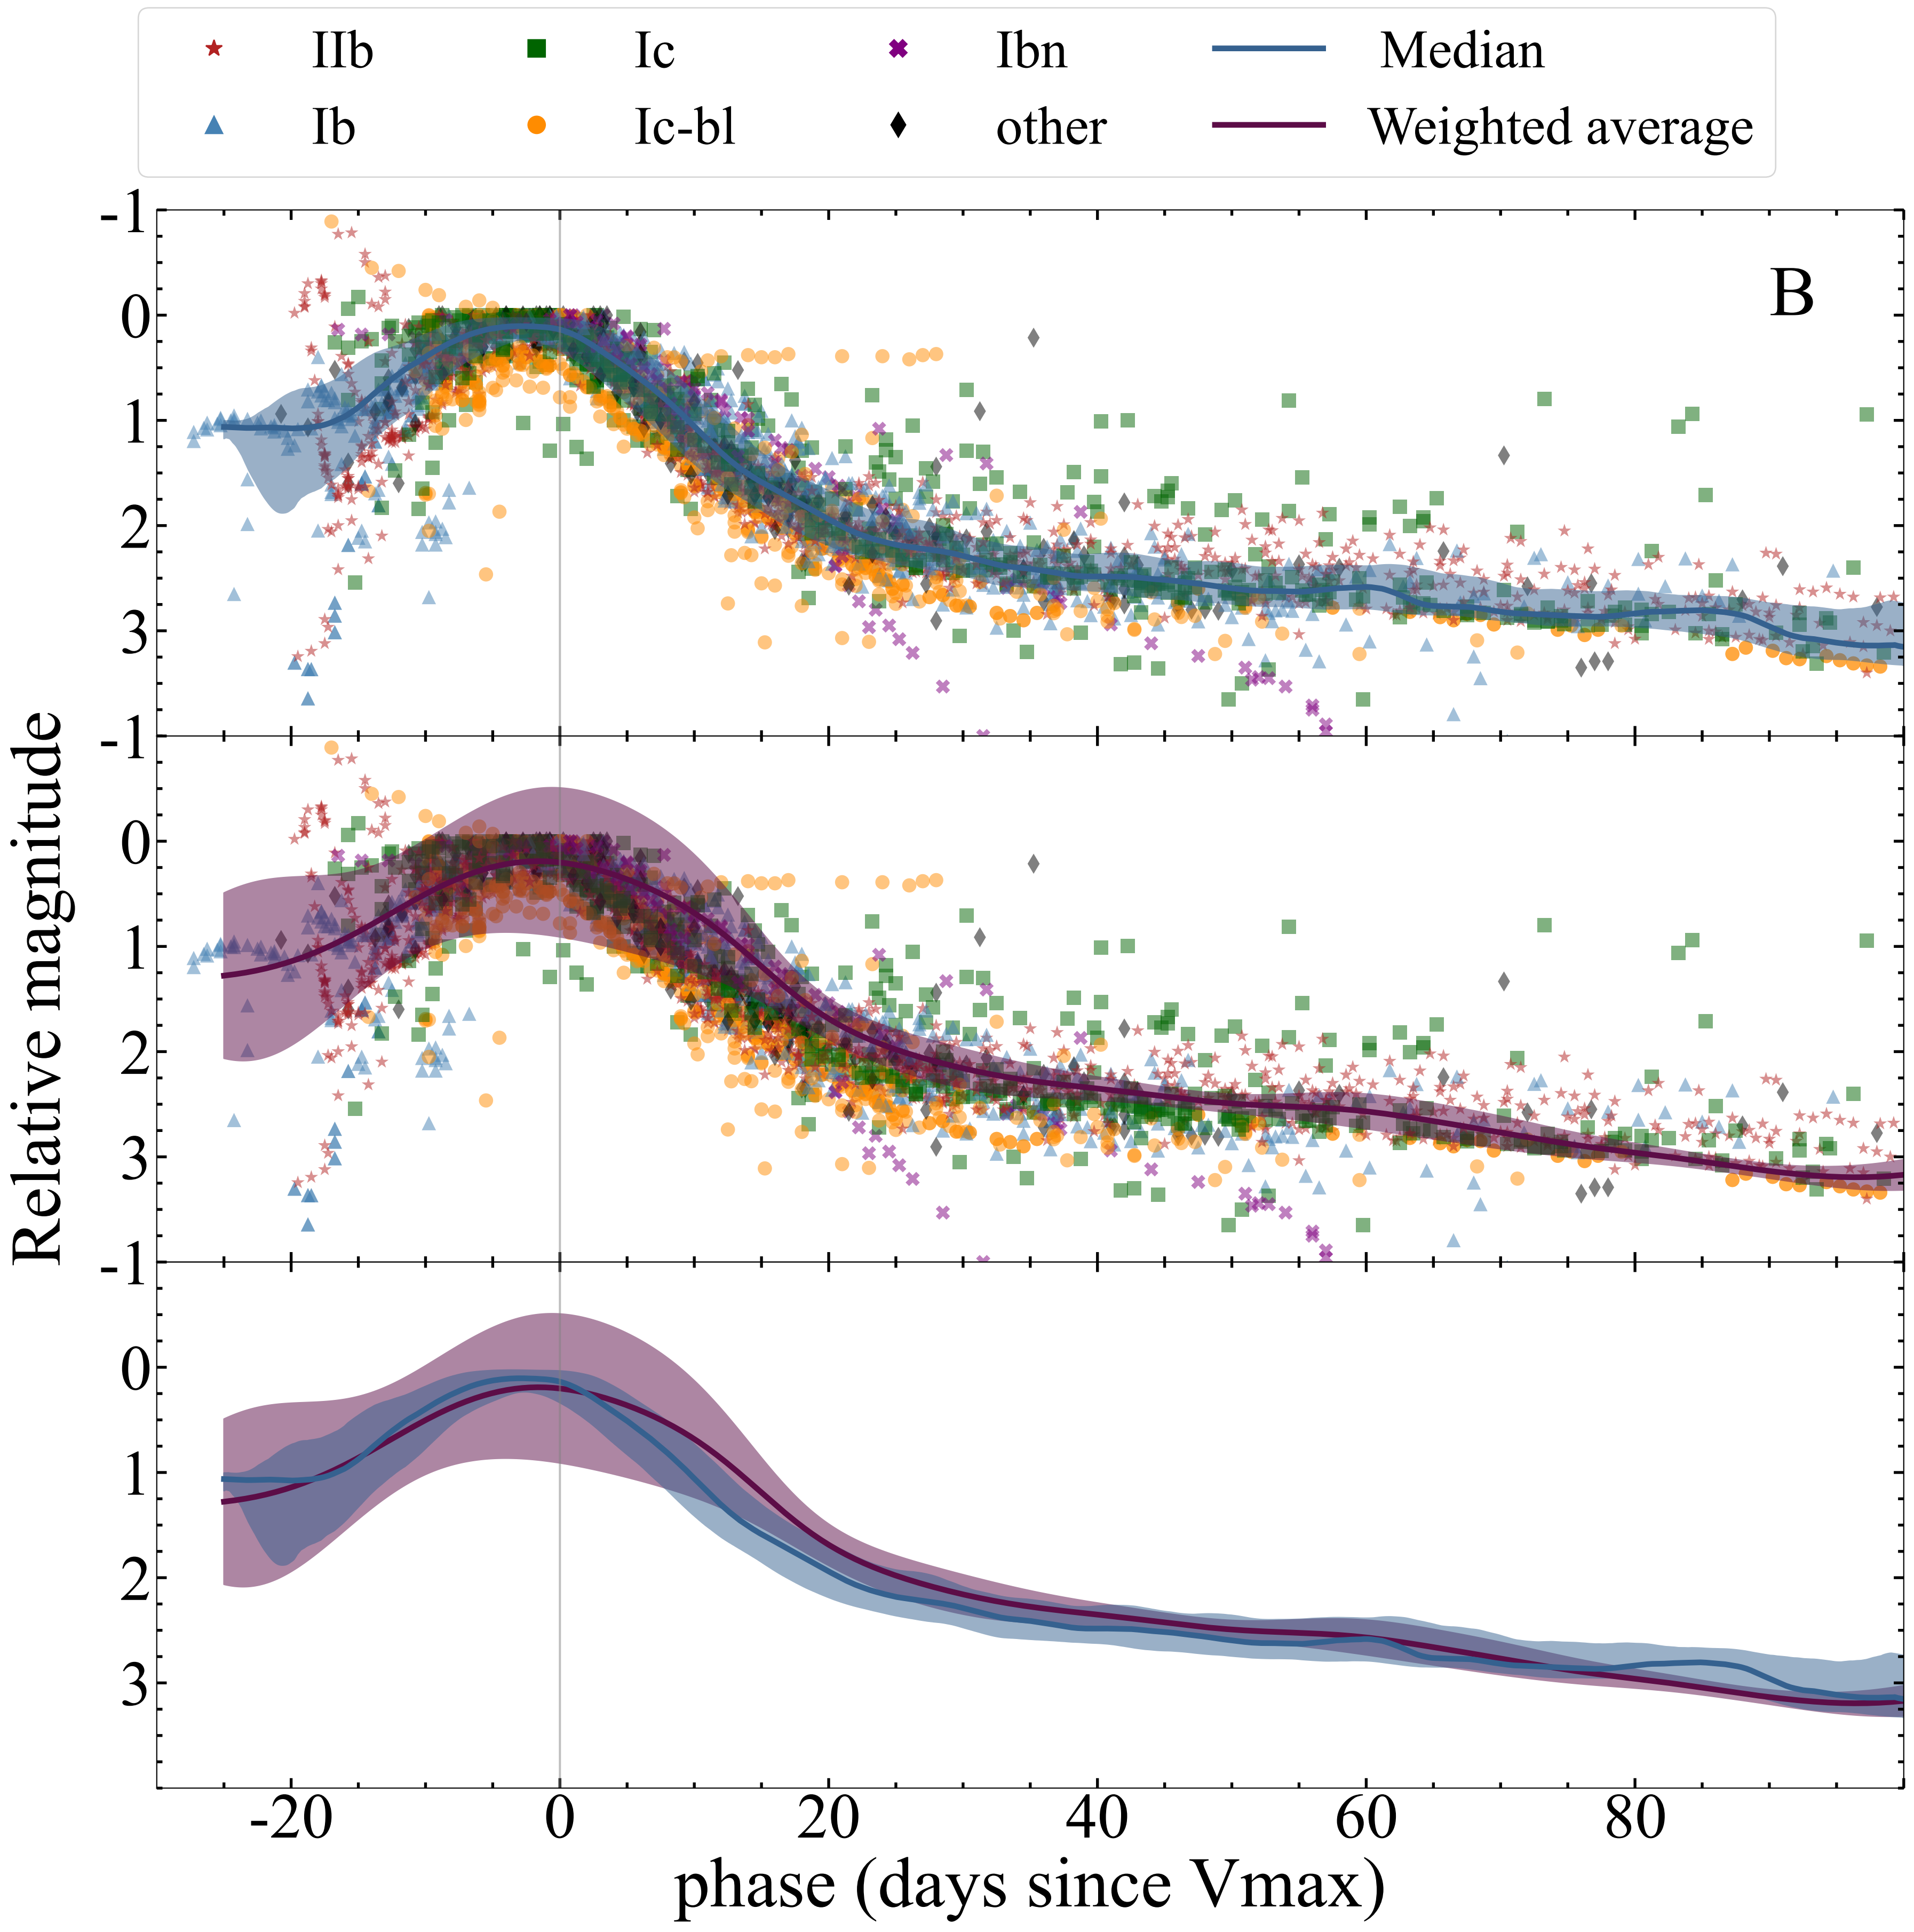 IIb Ic Ibn Median
Ib Ic-bl other Weighted average
B
Relative magnitude
-1
0
1
2
3
-1
0
1
2
3
-1
0
1
2
3
-20 0 20 40 60 80
phase (days since Vmax)